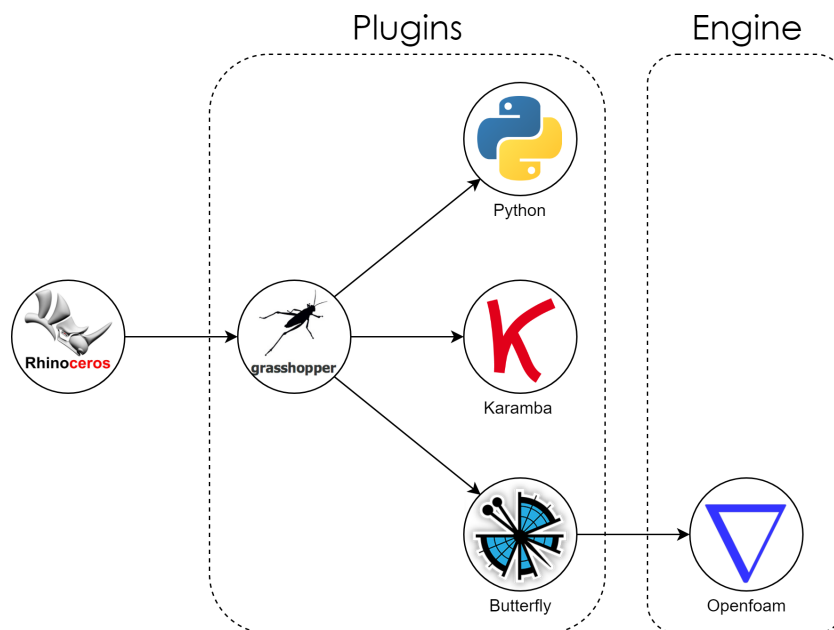 Plugins
Engine
Python
Rhinoceros
grasshopper
Karamba
Butterfly
Openfoam